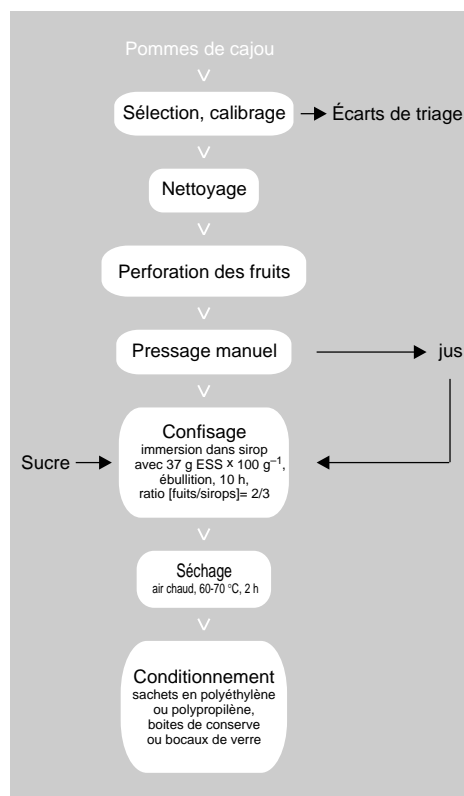 Pommes de cajou
Sélection, calibrage
Écarts de triage
Nettoyage
Perforation des fruits
Pressage manuel
jus
Sucre
Confisage
immersion dans sirop
avec 37 g ESS x 100 g⁻¹,
ébullition, 10 h,
ratio [fuits/sirops]= 2/3
Séchage
air chaud, 60-70 °C, 2 h
Conditionnement
sachets en polyéthylène
ou polypropilène,
boites de conserve
ou bocaux de verre